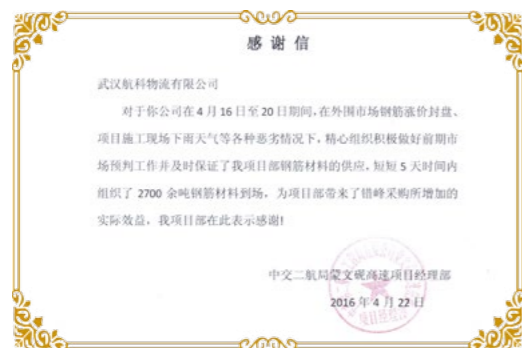 感谢信
武汉航科物流有限公司
对于你公司在4月16日至20日期间，在外围市场钢筋涨价封盘、
项目施工现场下雨天气等各种恶劣情况下，精心组织积极做好前期市
场预判工作并及时保证了我项目部钢筋材料的供应，短短5天时间内
组织了2700余吨钢筋材料到场，为项目部带来了错峰采购所增加的
实际效益，我项目部在此表示感谢！
中交二航局蒙文砚高速项目经理部
2016年4月22日